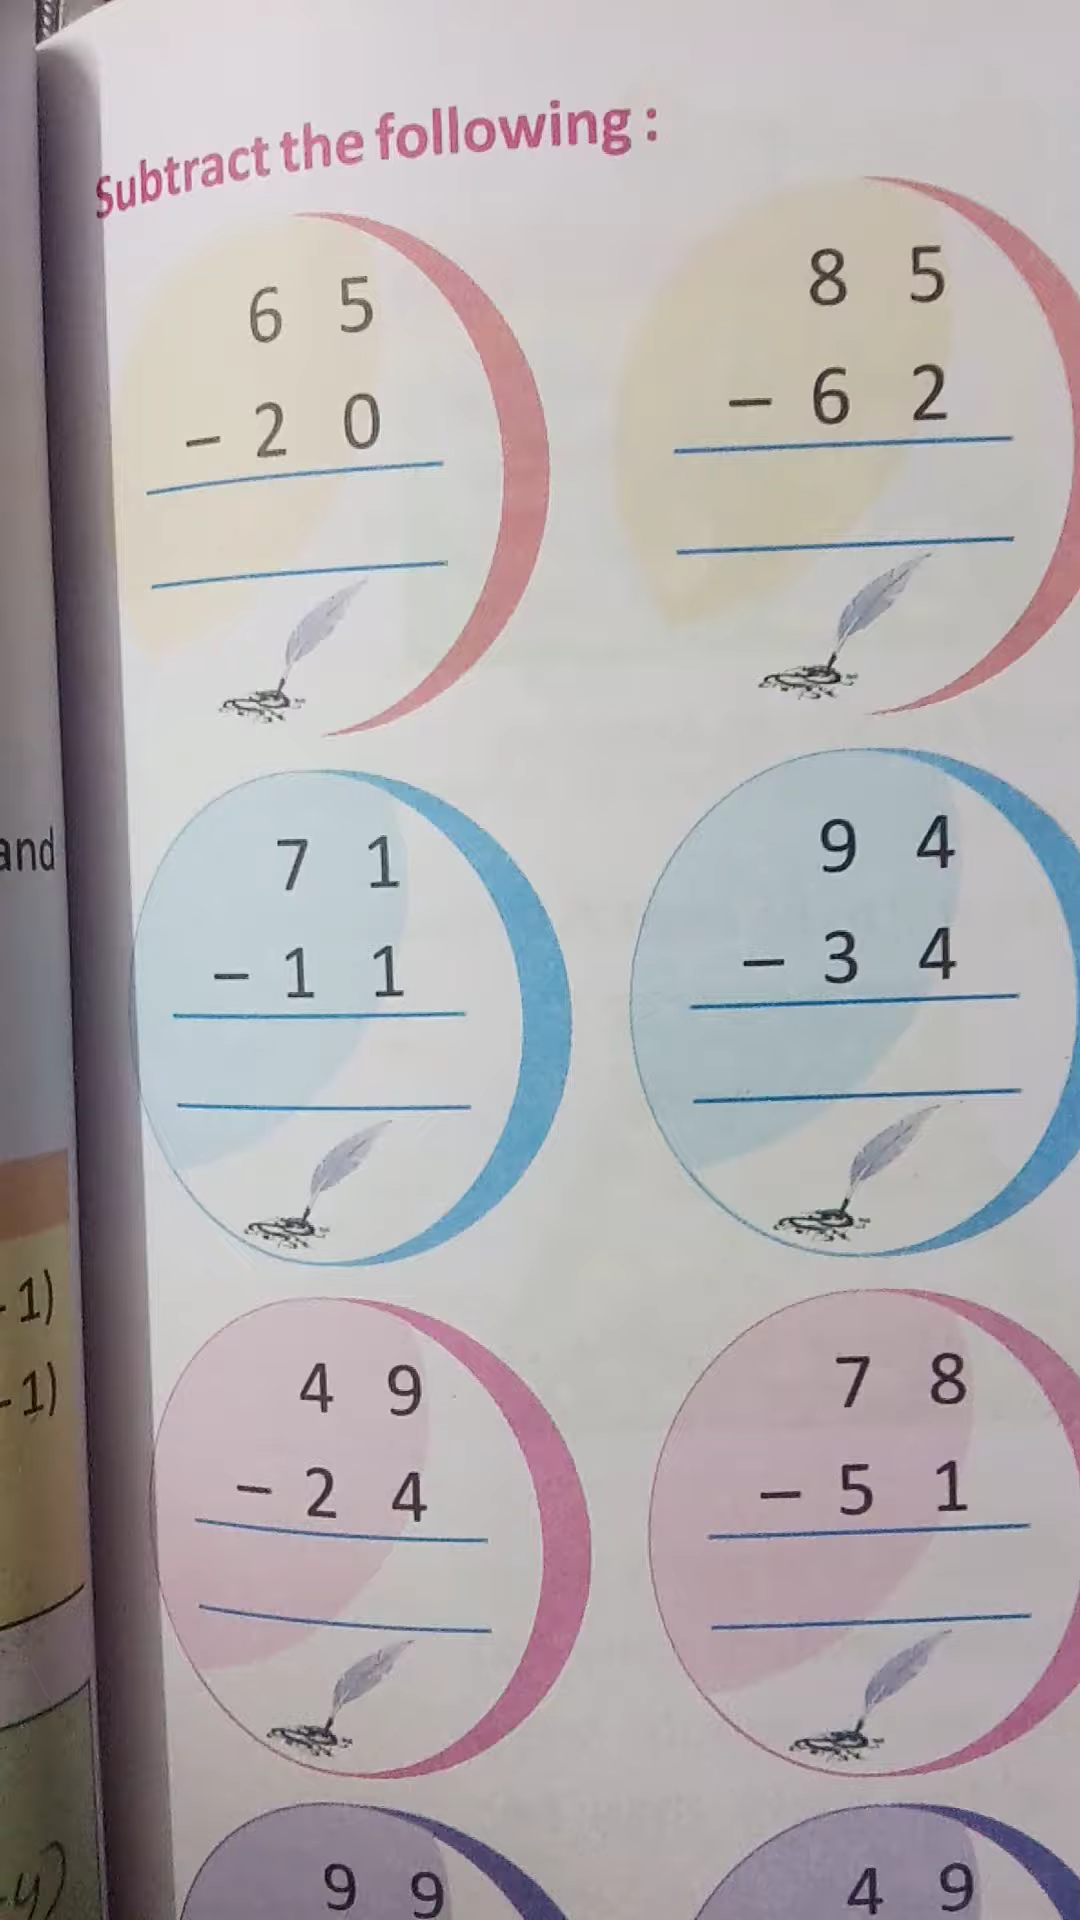 Subtract the following :
6 5
- 2 0
8 5
- 6 2
7 1
- 1 1
9 4
- 3 4
4 9
- 2 4
7 8
- 5 1
9 9
4 9
and
- 1)
- 1)